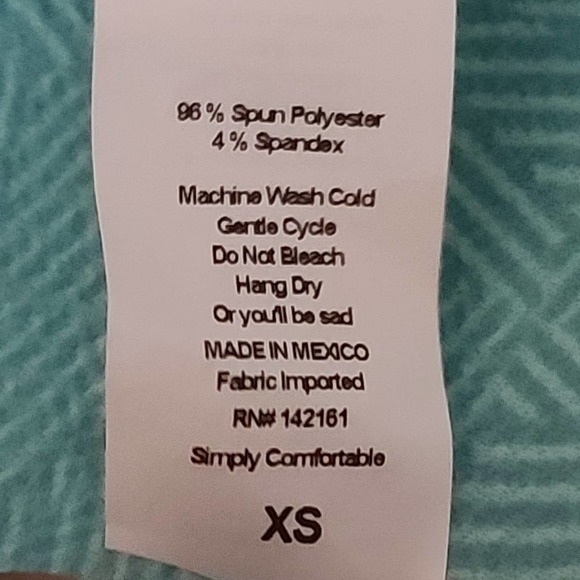 96% Spun Polyester
4% Spandex
Machine Wash Cold
Gentle Cycle
Do Not Bleach
Hang Dry
Or you'll be sad
MADE IN MEXICO
Fabric Imported
RN# 142161
Simply Comfortable
XS